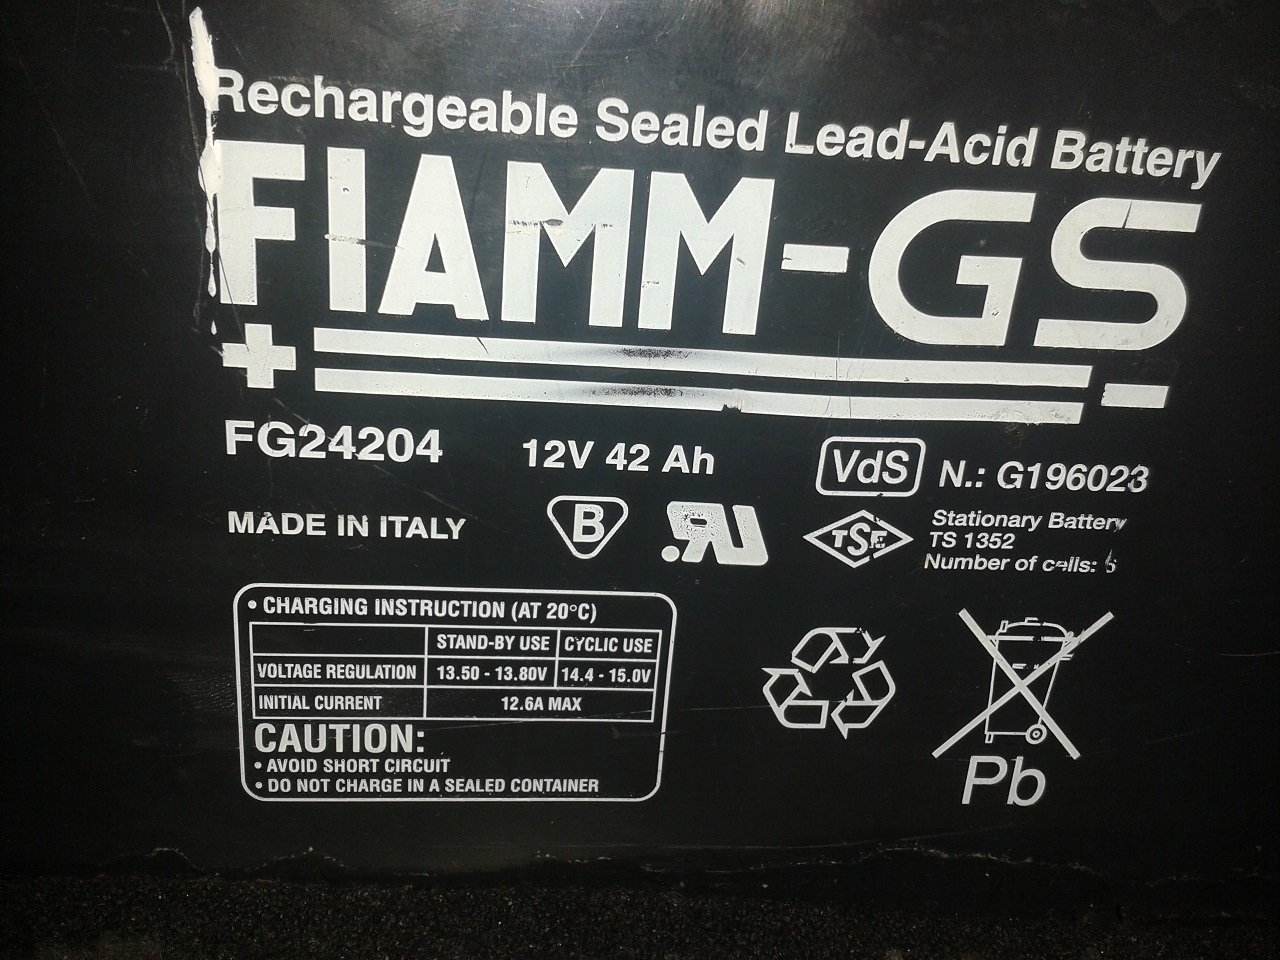 Rechargeable Sealed Lead-Acid Battery
FIAMM-GS
+ -
FG24204 12V 42 Ah VdS N.: G196023
MADE IN ITALY B RU TSE Stationary Battery
TS 1352
Number of cells: 6
• CHARGING INSTRUCTION (AT 20°C)
STAND-BY USE CYCLIC USE
VOLTAGE REGULATION 13.50 - 13.80V 14.4 - 15.0V
INITIAL CURRENT 12.6A MAX
CAUTION:
• AVOID SHORT CIRCUIT
• DO NOT CHARGE IN A SEALED CONTAINER
Pb